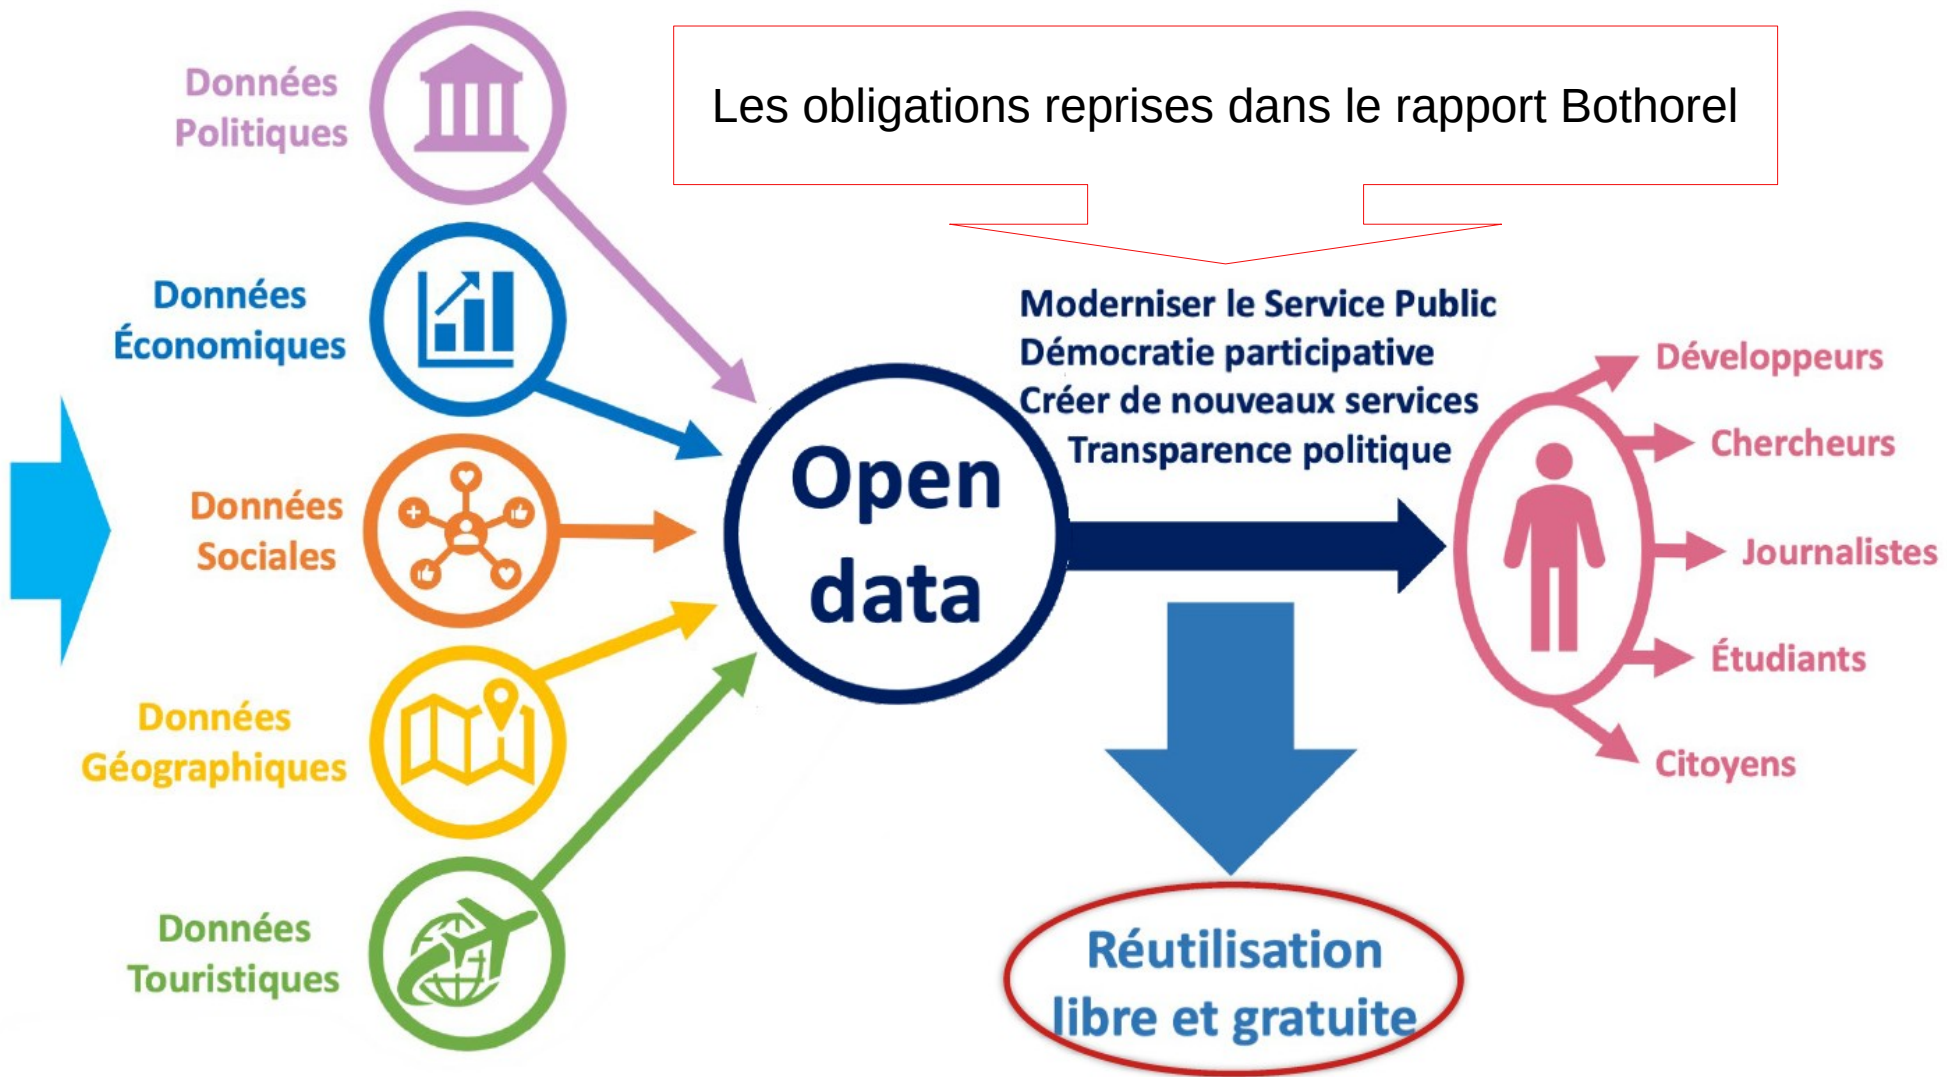 Les obligations reprises dans le rapport Bothorel
Données
Politiques
Données
Économiques
Données
Sociales
Données
Géographiques
Données
Touristiques
Open
data
Moderniser le Service Public
Démocratie participative
Créer de nouveaux services
Transparence politique
Développeurs
Chercheurs
Journalistes
Étudiants
Citoyens
Réutilisation
libre et gratuite